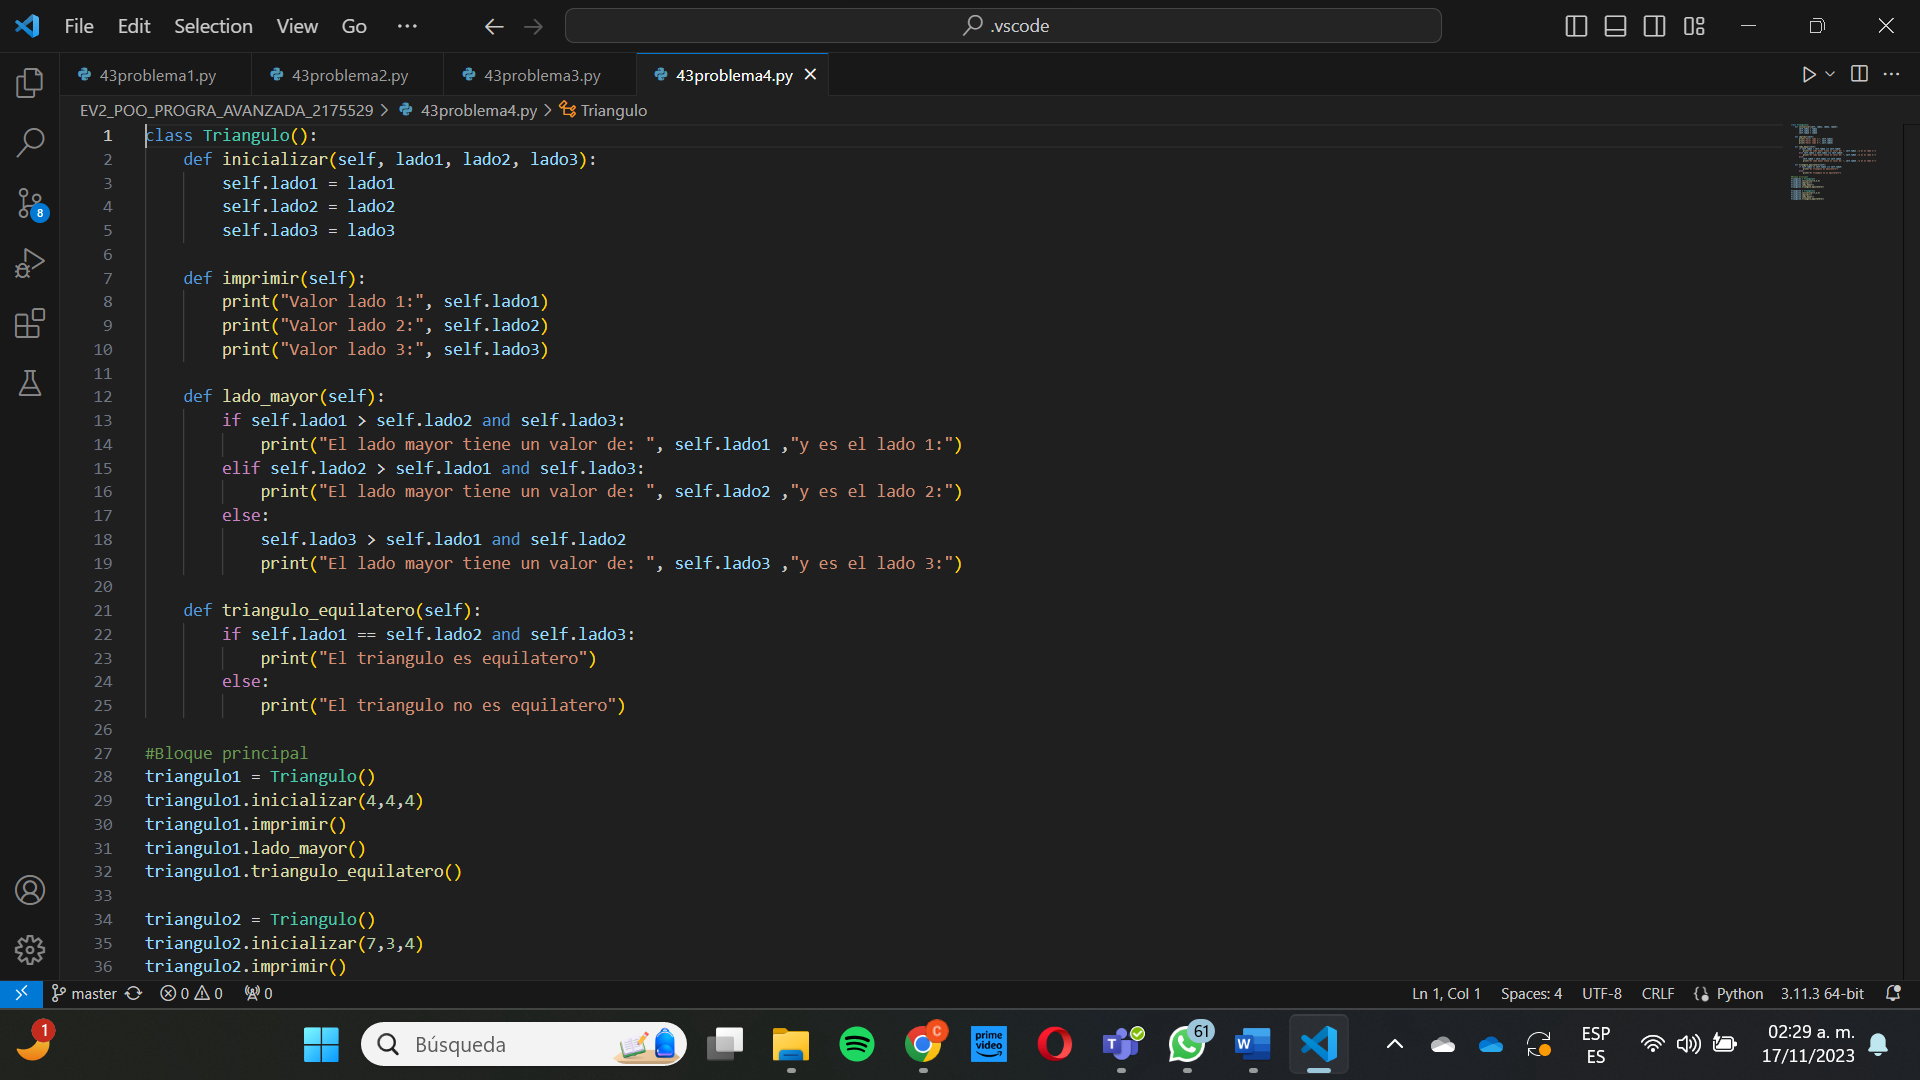 File Edit Selection View Go ··· .vscode
43problema1.py 43problema2.py 43problema3.py 43problema4.py
EV2_POO_PROGRA_AVANZADA_2175529 > 43problema4.py > Triangulo
1 class Triangulo():
2 def inicializar(self, lado1, lado2, lado3):
3 self.lado1 = lado1
4 self.lado2 = lado2
5 self.lado3 = lado3
6
7 def imprimir(self):
8 print("Valor lado 1:", self.lado1)
9 print("Valor lado 2:", self.lado2)
10 print("Valor lado 3:", self.lado3)
11
12 def lado_mayor(self):
13 if self.lado1 > self.lado2 and self.lado3:
14 print("El lado mayor tiene un valor de: ", self.lado1 ,"y es el lado 1:")
15 elif self.lado2 > self.lado1 and self.lado3:
16 print("El lado mayor tiene un valor de: ", self.lado2 ,"y es el lado 2:")
17 else:
18 self.lado3 > self.lado1 and self.lado2
19 print("El lado mayor tiene un valor de: ", self.lado3 ,"y es el lado 3:")
20
21 def triangulo_equilatero(self):
22 if self.lado1 == self.lado2 and self.lado3:
23 print("El triangulo es equilatero")
24 else:
25 print("El triangulo no es equilatero")
26
27 #Bloque principal
28 triangulo1 = Triangulo()
29 triangulo1.inicializar(4,4,4)
30 triangulo1.imprimir()
31 triangulo1.lado_mayor()
32 triangulo1.triangulo_equilatero()
33
34 triangulo2 = Triangulo()
35 triangulo2.inicializar(7,3,4)
36 triangulo2.imprimir()
8
master 0 0 0 Ln 1, Col 1 Spaces: 4 UTF-8 CRLF Python 3.11.3 64-bit
1 Búsqueda C prime video T 61 W ESP ES 02:29 a. m.
17/11/2023